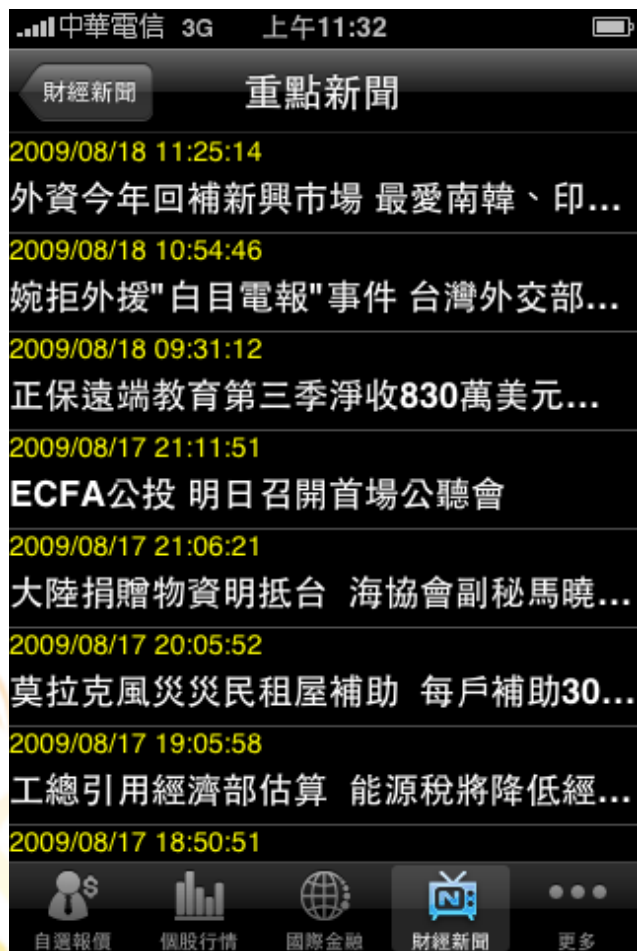 中華電信 3G 上午11:32
財經新聞 重點新聞
2009/08/18 11:25:14
外資今年回補新興市場 最愛南韓、印...
2009/08/18 10:54:46
婉拒外援"白目電報"事件 台灣外交部...
2009/08/18 09:31:12
正保遠端教育第三季淨收830萬美元...
2009/08/17 21:11:51
ECFA公投 明日召開首場公聽會
2009/08/17 21:06:21
大陸捐贈物資明抵台 海協會副秘馬曉...
2009/08/17 20:05:52
莫拉克風災災民租屋補助 每戶補助30...
2009/08/17 19:05:58
工總引用經濟部估算 能源稅將降低經...
2009/08/17 18:50:51
自選報價 個股行情 國際金融 財經新聞 更多